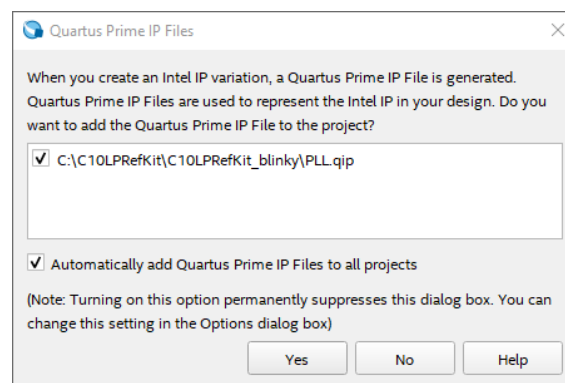 Quartus Prime IP Files
When you create an Intel IP variation, a Quartus Prime IP File is generated.
Quartus Prime IP Files are used to represent the Intel IP in your design. Do you
want to add the Quartus Prime IP File to the project?
C:\C10LPRefKit\C10LPRefKit_blinky\PLL.qip
Automatically add Quartus Prime IP Files to all projects
(Note: Turning on this option permanently suppresses this dialog box. You can
change this setting in the Options dialog box)
Yes No Help